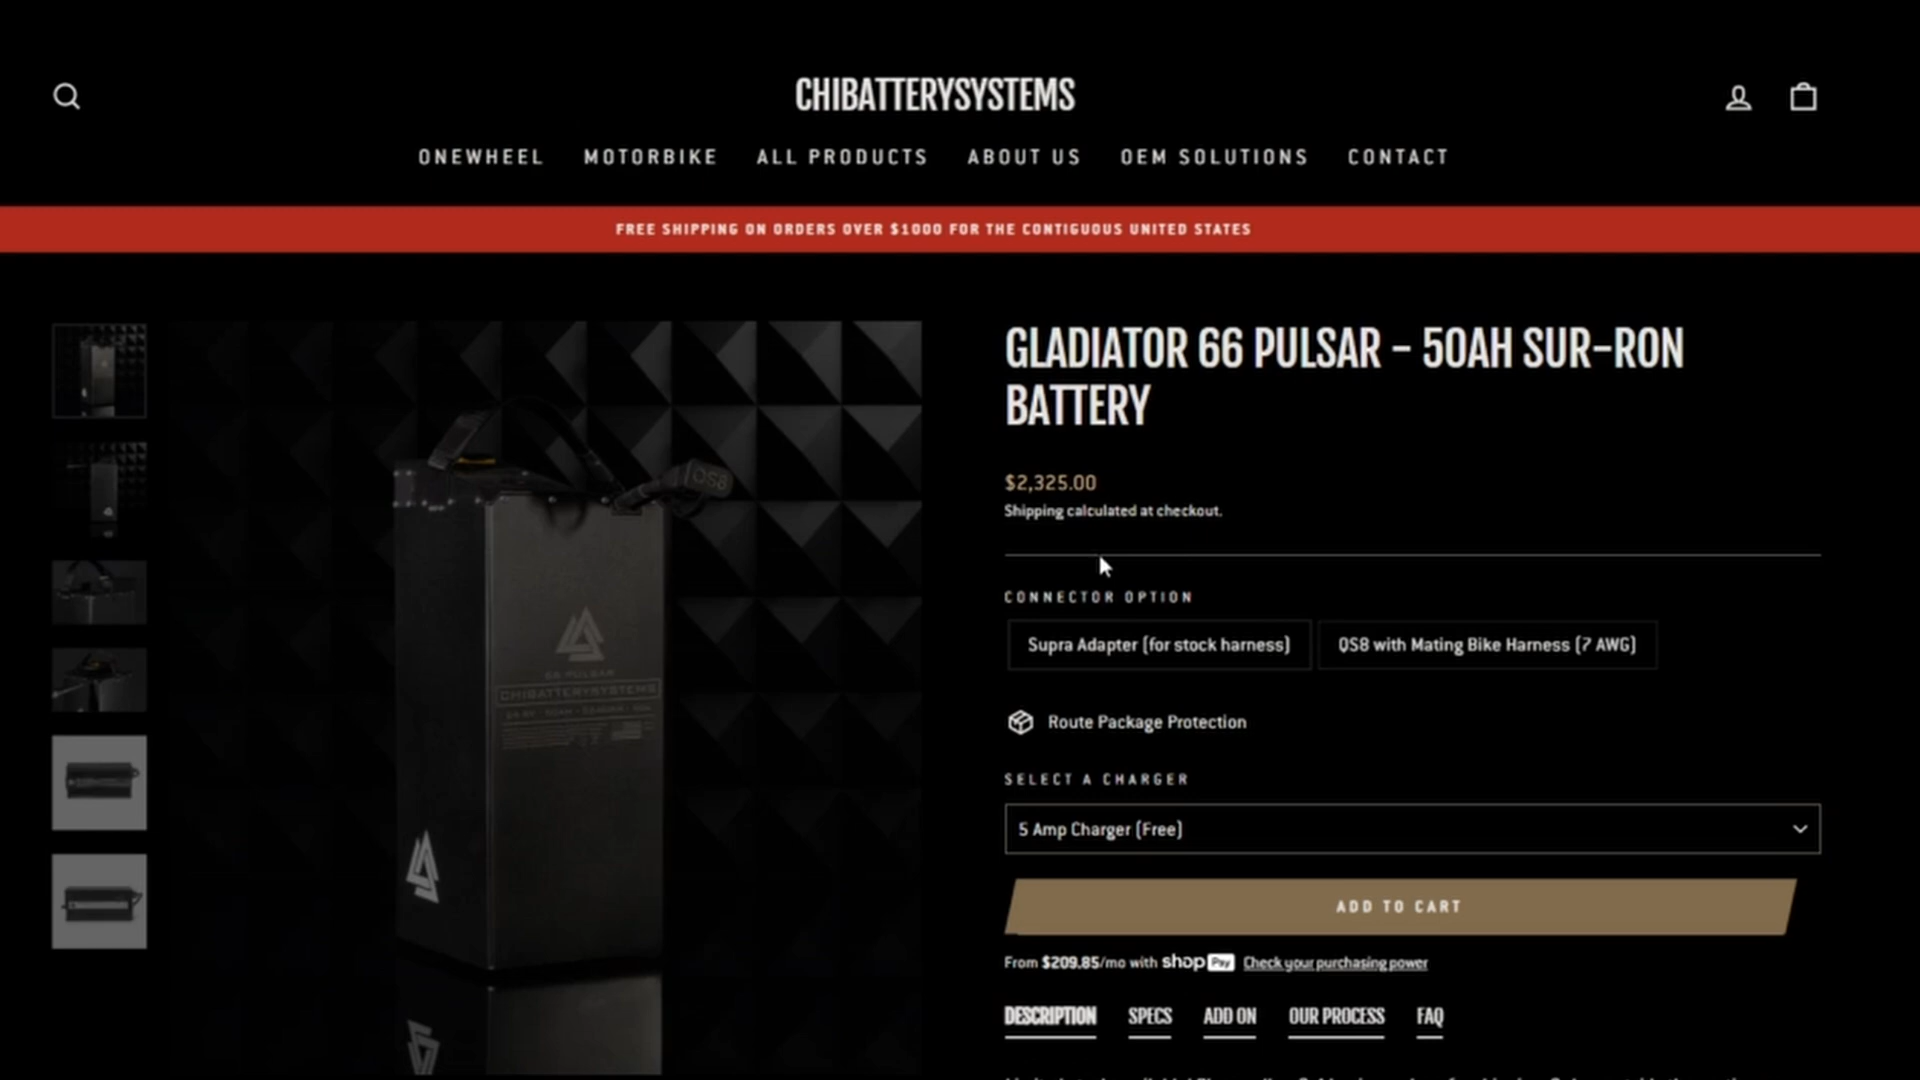 CHIBATTERYSYSTEMS
ONEWHEEL MOTORBIKE ALL PRODUCTS ABOUT US OEM SOLUTIONS CONTACT
FREE SHIPPING ON ORDERS OVER $1000 FOR THE CONTIGUOUS UNITED STATES
GLADIATOR 66 PULSAR - 50AH SUR-RON
BATTERY
$2,325.00
Shipping calculated at checkout.
CONNECTOR OPTION
Supra Adapter (for stock harness)
QS8 with Mating Bike Harness (7 AWG)
Route Package Protection
SELECT A CHARGER
5 Amp Charger (Free)
ADD TO CART
From $209.85/mo with shop Pay Check your purchasing power
DESCRIPTION SPECS ADD ON OUR PROCESS FAQ
QS8
66 PULSAR
CHIBATTERYSYSTEMS